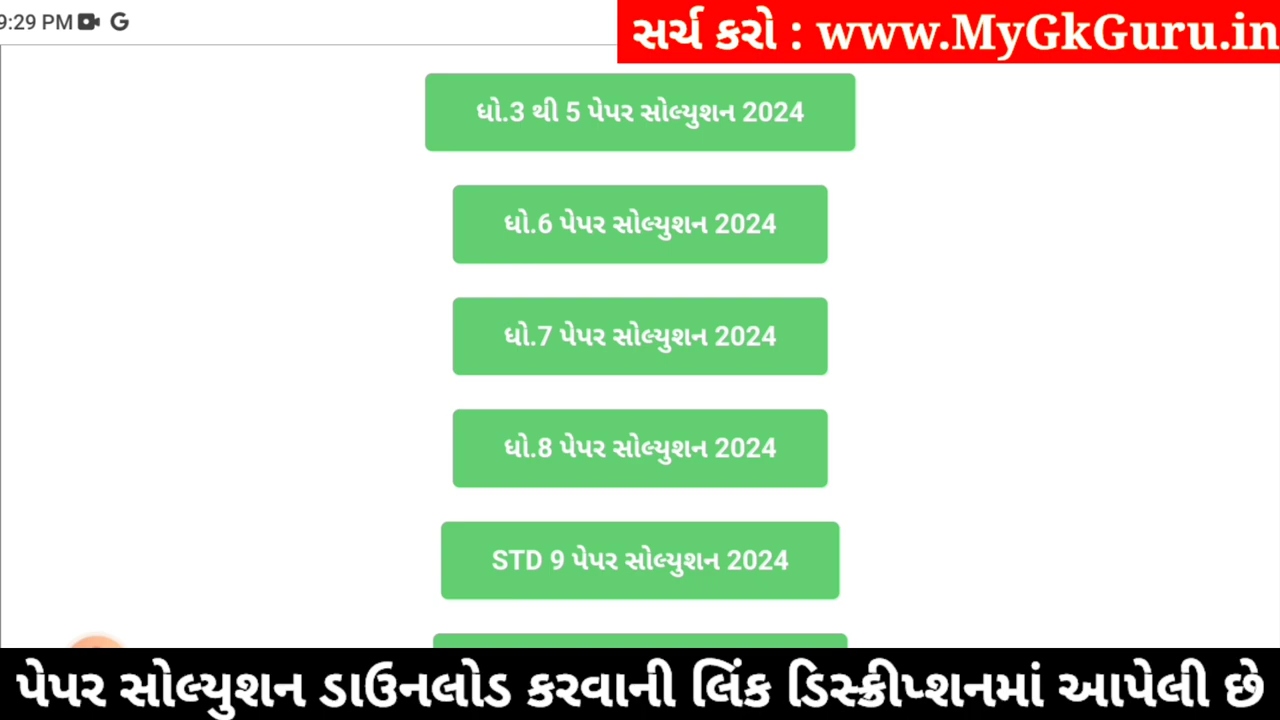 9:29 PM
સર્ચ કરો : www.MyGkGuru.in
ધો.3 થી 5 પેપર સોલ્યુશન 2024
ધો.6 પેપર સોલ્યુશન 2024
ધો.7 પેપર સોલ્યુશન 2024
ધો.8 પેપર સોલ્યુશન 2024
STD 9 પેપર સોલ્યુશન 2024
પેપર સોલ્યુશન ડાઉનલોડ કરવાની લિંક ડિસ્ક્રીપ્શનમાં આપેલી છે